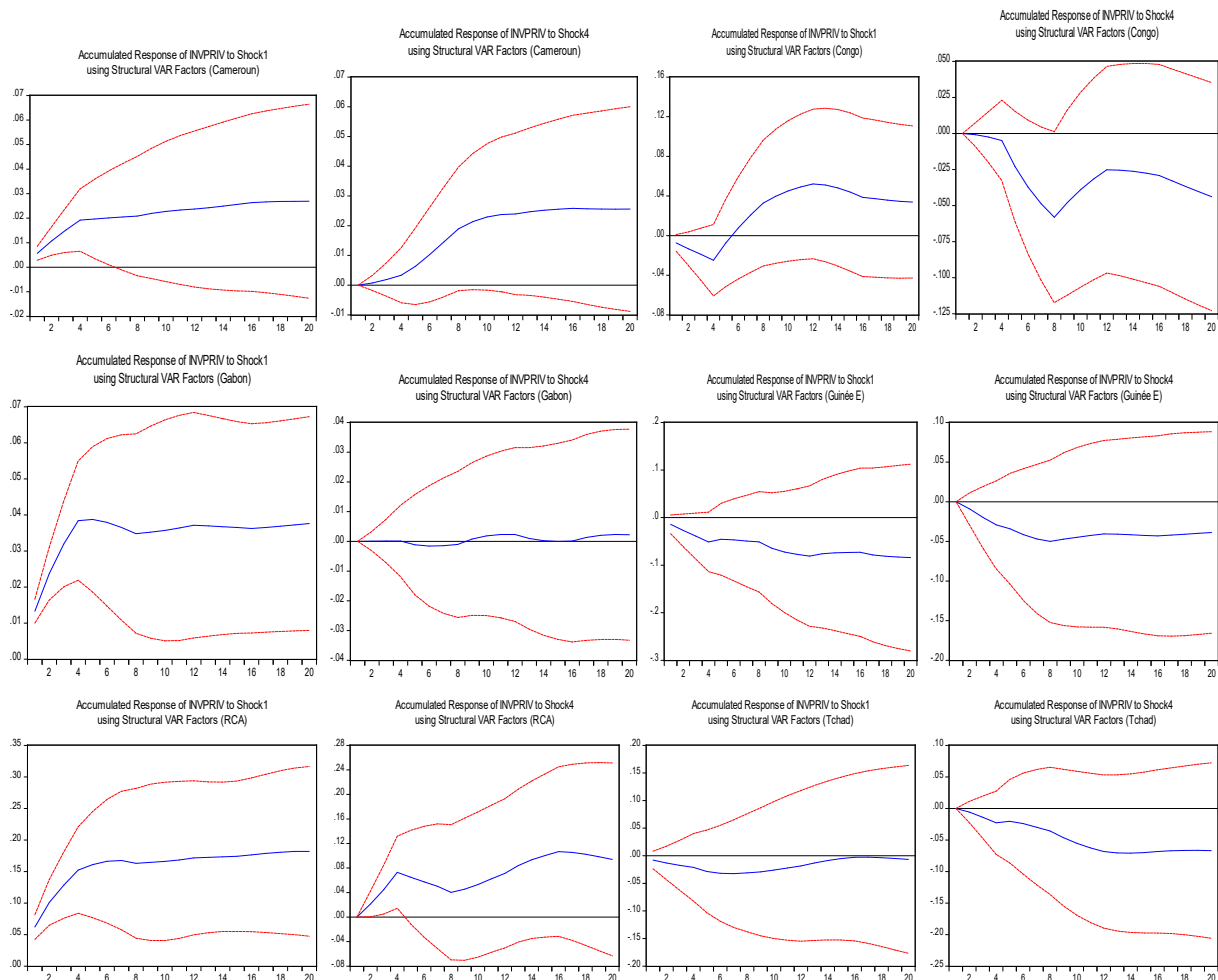 Accumulated Response of INVPRIV to Shock1
using Structural VAR Factors (Cameroun)
.07
.06
.05
.04
.03
.02
.01
.00
-.01
-.02
2 4 6 8 10 12 14 16 18 20
Accumulated Response of INVPRIV to Shock4
using Structural VAR Factors (Cameroun)
.07
.06
.05
.04
.03
.02
.01
.00
-.01
2 4 6 8 10 12 14 16 18 20
Accumulated Response of INVPRIV to Shock1
using Structural VAR Factors (Congo)
.16
.12
.08
.04
.00
-.04
-.08
2 4 6 8 10 12 14 16 18 20
Accumulated Response of INVPRIV to Shock4
using Structural VAR Factors (Congo)
.050
.025
.000
-.025
-.050
-.075
-.100
-.125
2 4 6 8 10 12 14 16 18 20
Accumulated Response of INVPRIV to Shock1
using Structural VAR Factors (Gabon)
.07
.06
.05
.04
.03
.02
.01
.00
2 4 6 8 10 12 14 16 18 20
Accumulated Response of INVPRIV to Shock4
using Structural VAR Factors (Gabon)
.04
.03
.02
.01
.00
-.01
-.02
-.03
-.04
2 4 6 8 10 12 14 16 18 20
Accumulated Response of INVPRIV to Shock1
using Structural VAR Factors (Guinée E)
.2
.1
.0
-.1
-.2
-.3
2 4 6 8 10 12 14 16 18 20
Accumulated Response of INVPRIV to Shock4
using Structural VAR Factors (Guinée E)
.10
.05
.00
-.05
-.10
-.15
-.20
2 4 6 8 10 12 14 16 18 20
Accumulated Response of INVPRIV to Shock1
using Structural VAR Factors (RCA)
.35
.30
.25
.20
.15
.10
.05
.00
2 4 6 8 10 12 14 16 18 20
Accumulated Response of INVPRIV to Shock4
using Structural VAR Factors (RCA)
.28
.24
.20
.16
.12
.08
.04
.00
-.04
-.08
2 4 6 8 10 12 14 16 18 20
Accumulated Response of INVPRIV to Shock1
using Structural VAR Factors (Tchad)
.20
.15
.10
.05
.00
-.05
-.10
-.15
-.20
2 4 6 8 10 12 14 16 18 20
Accumulated Response of INVPRIV to Shock4
using Structural VAR Factors (Tchad)
.10
.05
.00
-.05
-.10
-.15
-.20
-.25
2 4 6 8 10 12 14 16 18 20